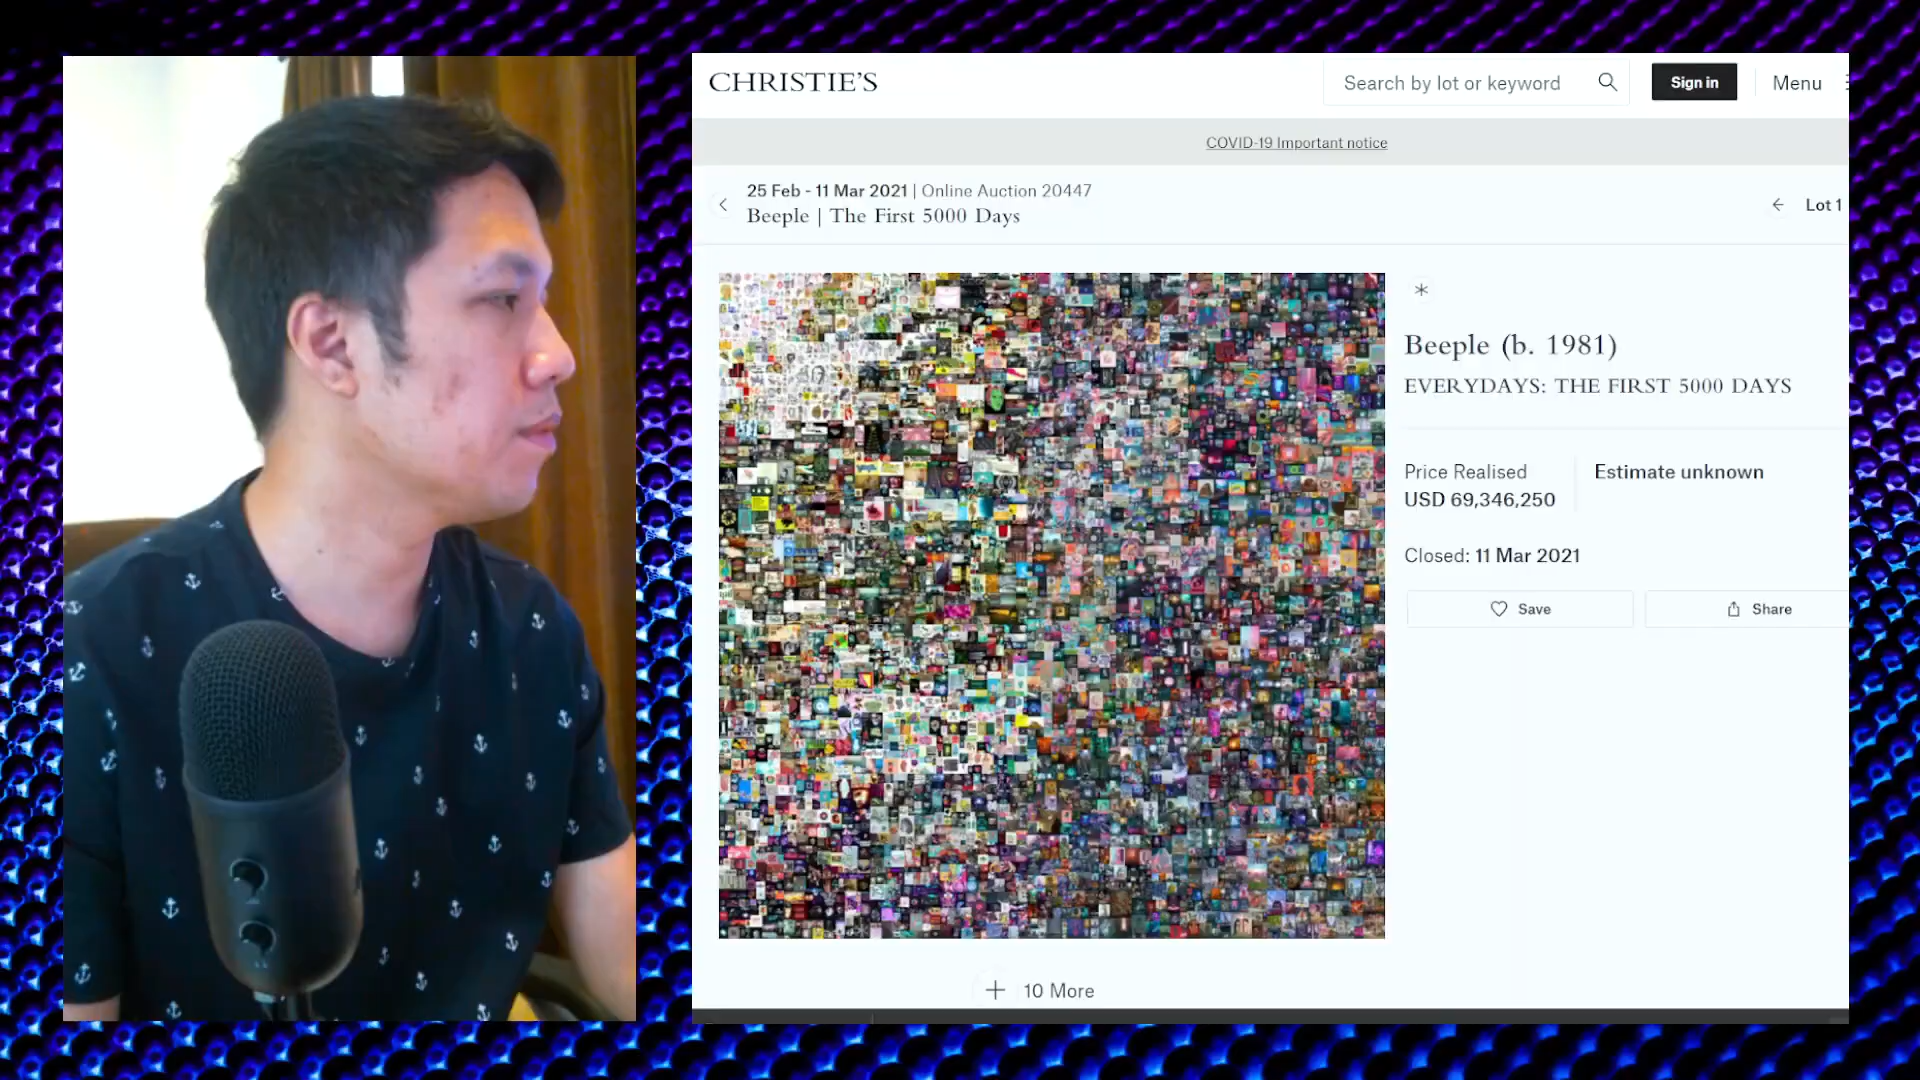 CHRISTIE'S
Search by lot or keyword
Sign in
Menu
COVID-19 Important notice
25 Feb - 11 Mar 2021 | Online Auction 20447
Beeple | The First 5000 Days
Lot 1
Beeple (b. 1981)
EVERYDAYS: THE FIRST 5000 DAYS
Price Realised
USD 69,346,250
Estimate unknown
Closed: 11 Mar 2021
Save
Share
10 More